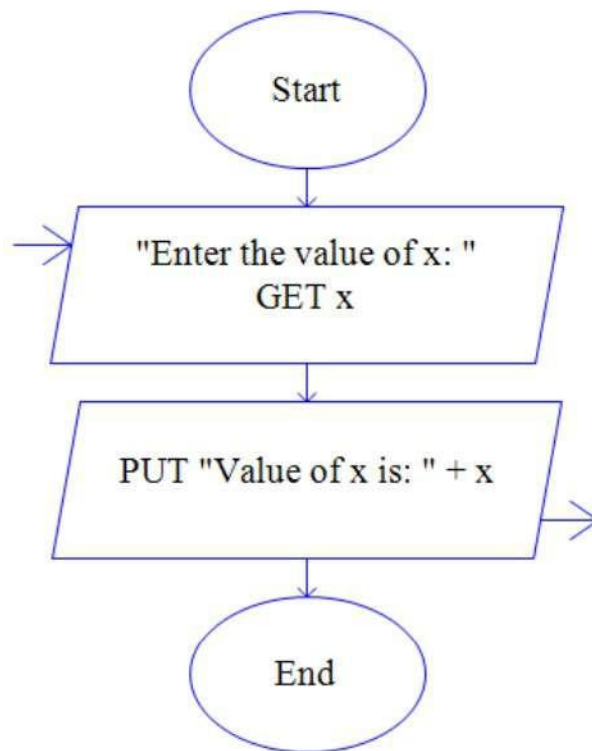 Start
"Enter the value of x: "
GET x
PUT "Value of x is: " + x
End